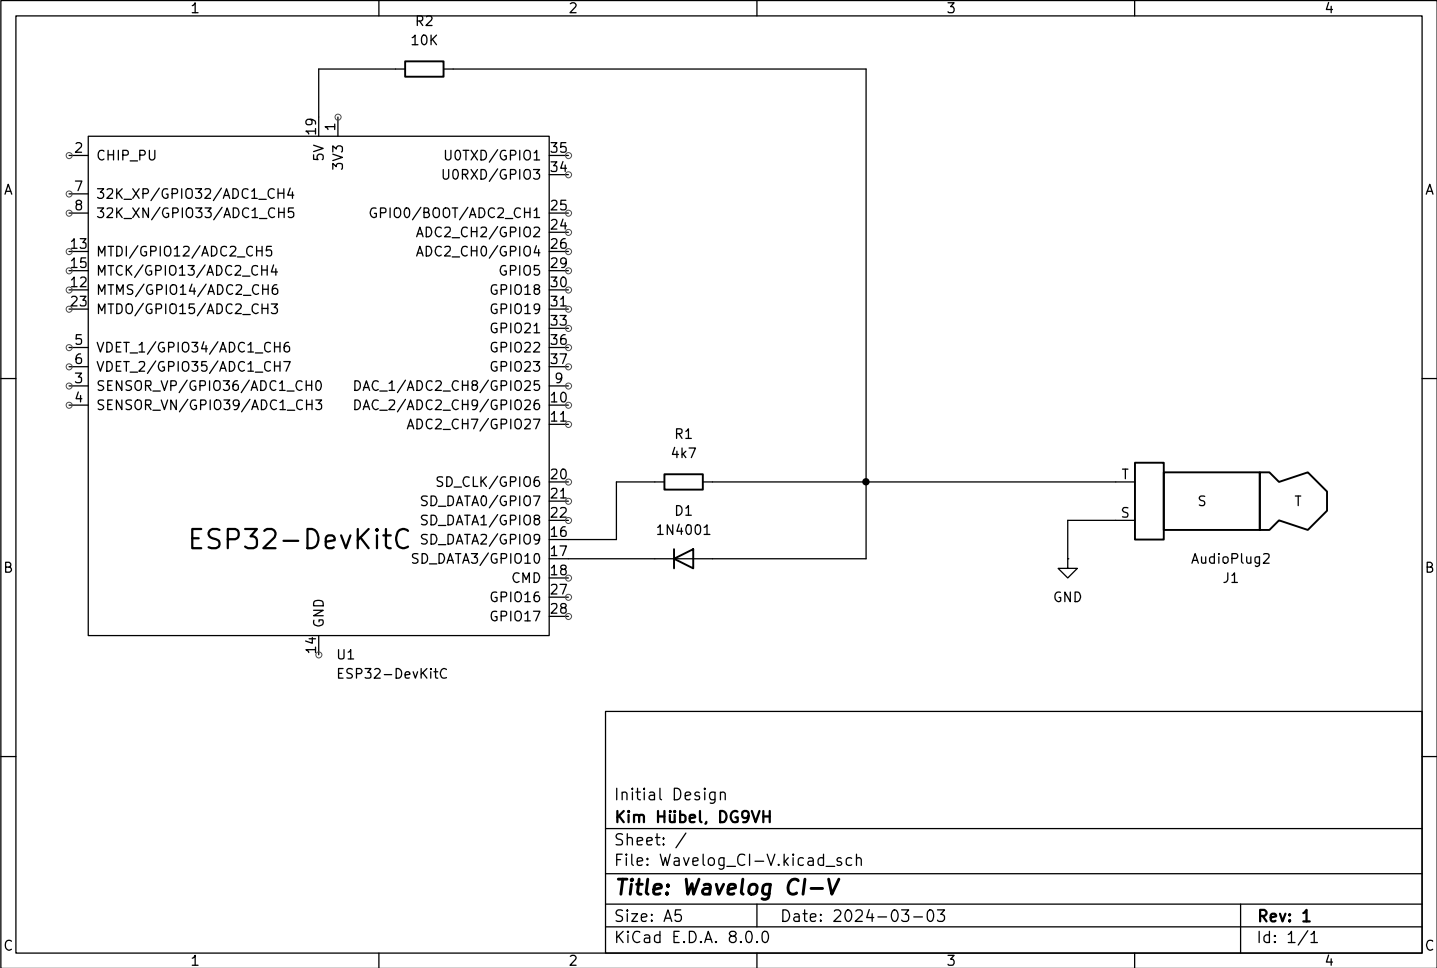 1 2 3 4
R2
10K
19 1
5V 3V3
2 CHIP_PU U0TXD/GPIO1 35
U0RXD/GPIO3 34
A A
7 32K_XP/GPIO32/ADC1_CH4
8 32K_XN/GPIO33/ADC1_CH5 GPIO0/BOOT/ADC2_CH1 25
ADC2_CH2/GPIO2 24
13 MTDI/GPIO12/ADC2_CH5 ADC2_CH0/GPIO4 26
15 MTCK/GPIO13/ADC2_CH4 GPIO5 29
12 MTMS/GPIO14/ADC2_CH6 GPIO18 30
23 MTDO/GPIO15/ADC2_CH3 GPIO19 31
GPIO21 33
5 VDET_1/GPIO34/ADC1_CH6 GPIO22 36
6 VDET_2/GPIO35/ADC1_CH7 GPIO23 37
3 SENSOR_VP/GPIO36/ADC1_CH0 DAC_1/ADC2_CH8/GPIO25 9
4 SENSOR_VN/GPIO39/ADC1_CH3 DAC_2/ADC2_CH9/GPIO26 10
ADC2_CH7/GPIO27 11
R1
4k7
SD_CLK/GPIO6 20 T
SD_DATA0/GPIO7 21 S T
D1 S
SD_DATA1/GPIO8 22
1N4001
ESP32-DevKitC SD_DATA2/GPIO9 16
SD_DATA3/GPIO10 17 AudioPlug2
B B
CMD 18 J1
GPIO16 27 GND
GPIO17 28
GND
14
U1
ESP32-DevKitC
Initial Design
Kim Hübel, DG9VH
Sheet: /
File: Wavelog_CI-V.kicad_sch
Title: Wavelog CI-V
Size: A5 Date: 2024-03-03 Rev: 1
KiCad E.D.A. 8.0.0 Id: 1/1
C C
1 2 3 4